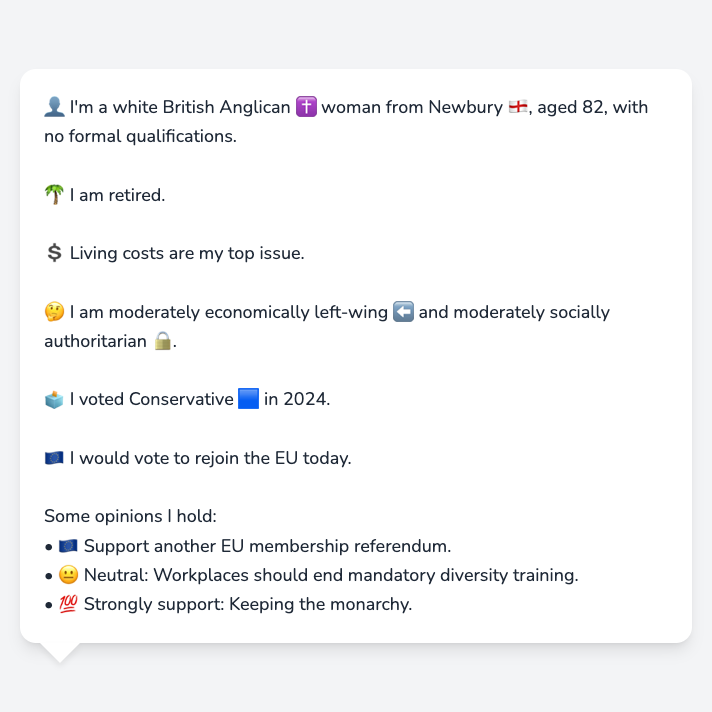 👤 I'm a white British Anglican ✝️ woman from Newbury 🏴󠁧󠁢󠁥󠁮󠁧󠁿, aged 82, with
no formal qualifications.
🌴 I am retired.
💲 Living costs are my top issue.
🤔 I am moderately economically left-wing ⬅️ and moderately socially
authoritarian 🔒.
🗳️ I voted Conservative 🟦 in 2024.
🇪🇺 I would vote to rejoin the EU today.
Some opinions I hold:
• 🇪🇺 Support another EU membership referendum.
• 😐 Neutral: Workplaces should end mandatory diversity training.
• 💯 Strongly support: Keeping the monarchy.